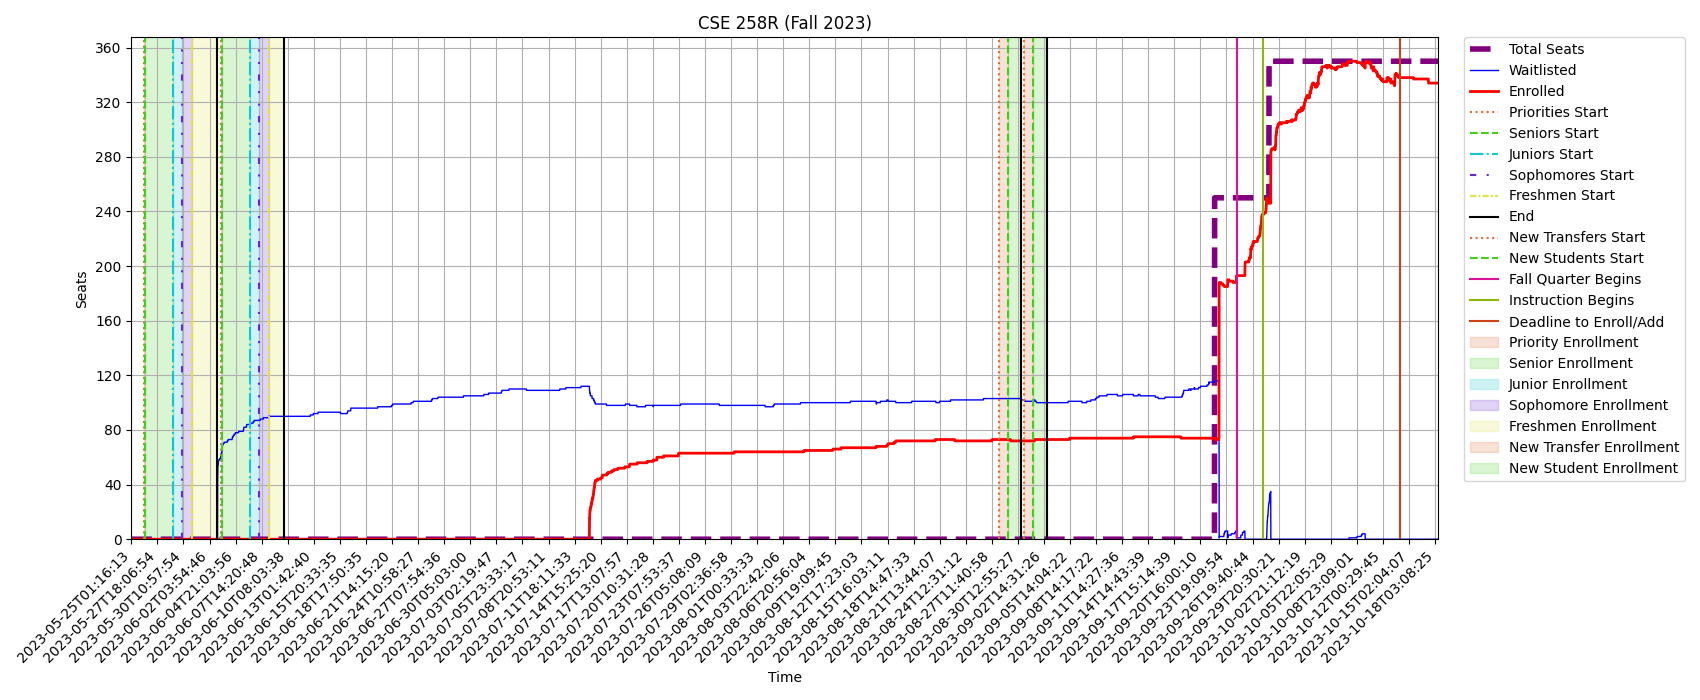 CSE 258R (Fall 2023)
Seats
360
320
280
240
200
160
120
80
40
0
2023-05-25T01:16:13
2023-05-27T18:06:54
2023-05-30T10:57:54
2023-06-02T03:54:46
2023-06-04T21:03:56
2023-06-07T14:20:48
2023-06-10T08:03:38
2023-06-13T01:42:40
2023-06-15T20:33:35
2023-06-18T17:50:35
2023-06-21T14:15:20
2023-06-24T10:58:27
2023-06-27T07:54:36
2023-06-30T05:03:00
2023-07-03T02:19:47
2023-07-05T23:33:17
2023-07-08T20:53:11
2023-07-11T18:11:33
2023-07-14T15:25:20
2023-07-17T13:07:57
2023-07-20T10:31:28
2023-07-23T07:53:37
2023-07-26T05:08:09
2023-07-29T02:36:58
2023-08-01T00:33:33
2023-08-03T22:42:06
2023-08-06T20:56:04
2023-08-09T19:09:45
2023-08-12T17:23:03
2023-08-15T16:03:11
2023-08-18T14:47:33
2023-08-21T13:44:07
2023-08-24T12:31:12
2023-08-27T11:40:58
2023-08-30T12:55:27
2023-09-02T14:31:26
2023-09-05T14:04:22
2023-09-08T14:17:22
2023-09-11T14:27:36
2023-09-14T14:43:39
2023-09-17T15:14:39
2023-09-20T16:00:10
2023-09-23T19:09:54
2023-09-26T19:40:44
2023-09-29T20:30:21
2023-10-02T21:12:19
2023-10-05T22:05:29
2023-10-08T23:09:01
2023-10-12T00:29:45
2023-10-15T02:04:07
2023-10-18T03:08:25
Time
Total Seats
Waitlisted
Enrolled
Priorities Start
Seniors Start
Juniors Start
Sophomores Start
Freshmen Start
End
New Transfers Start
New Students Start
Fall Quarter Begins
Instruction Begins
Deadline to Enroll/Add
Priority Enrollment
Senior Enrollment
Junior Enrollment
Sophomore Enrollment
Freshmen Enrollment
New Transfer Enrollment
New Student Enrollment